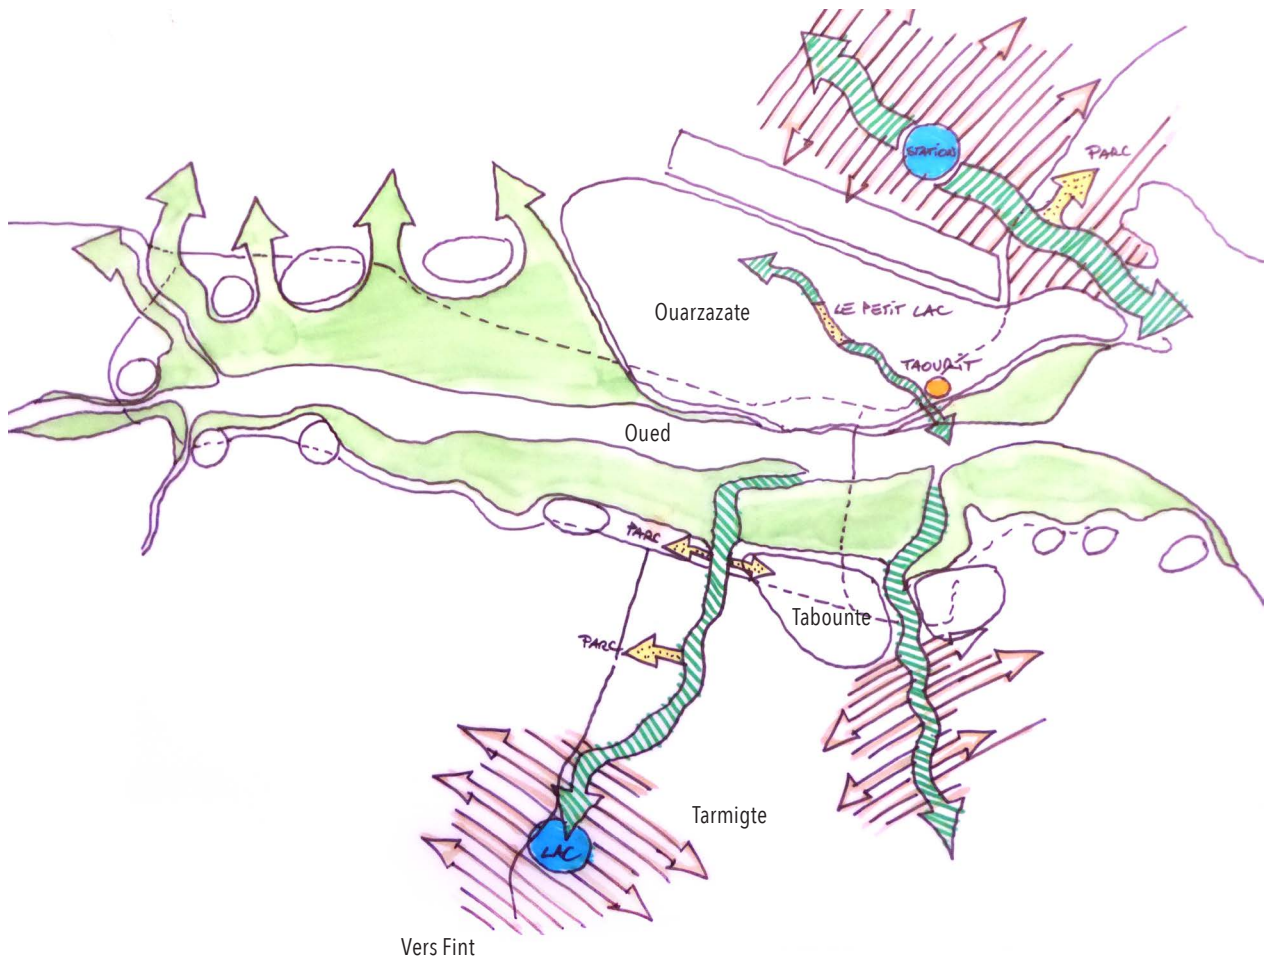 STATION
PARC
Ouarzazate
LE PETIT LAC
TAOURIT
Oued
PARC
Tabounte
PARC
Tarmigte
LAC
Vers Fint